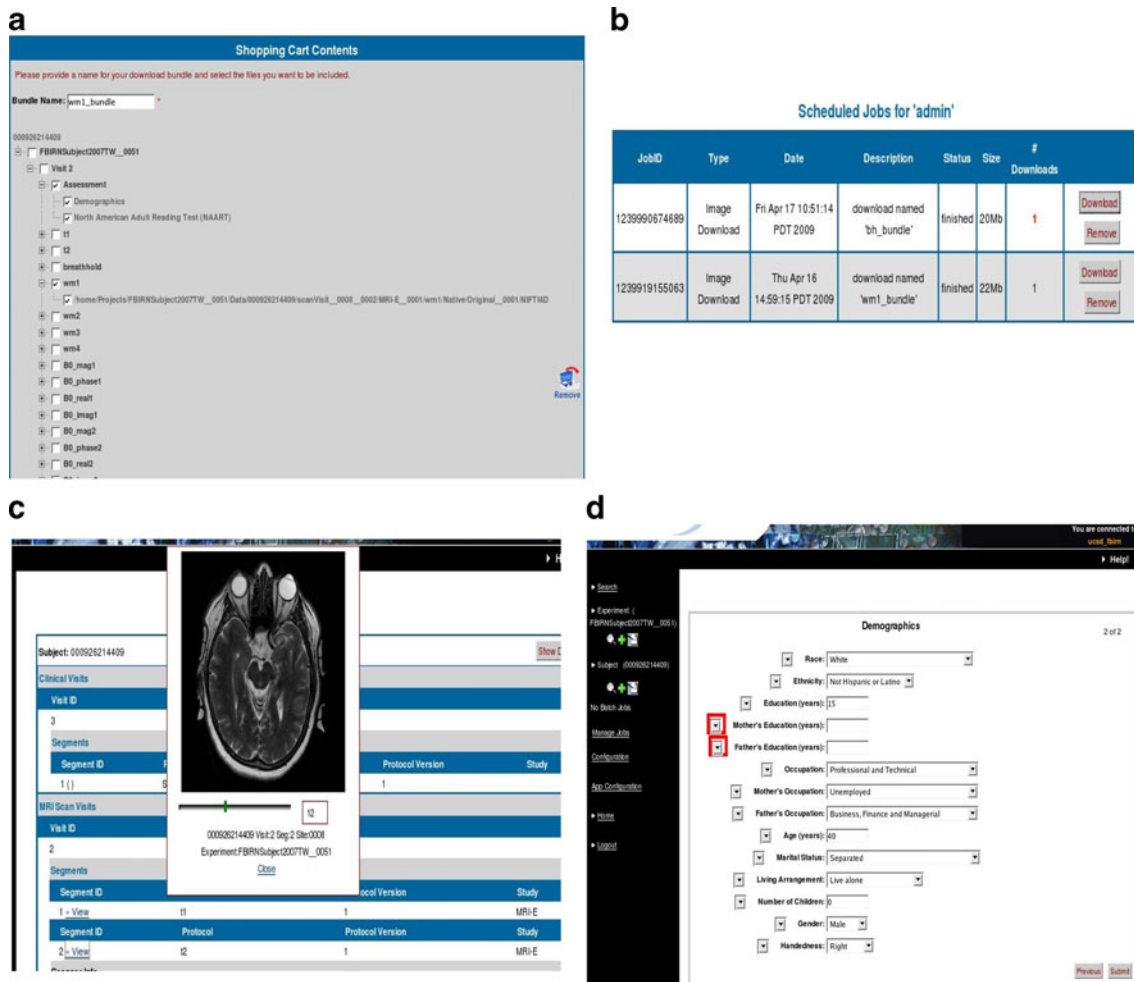 a
Shopping Cart Contents
Please provide a name for your download bundle and select the files you want to be included.
Bundle Name: wm1_bundle *
000926214409
FBIRNSubject2007TW__0051
Visit 2
Assessment
Demographics
North American Adult Reading Test (NAART)
t1
t2
breathhold
wm1
/home/Projects/FBIRNSubject2007TW__0051/Data/000926214409/scanVisit__0008__0002/MRI-E__0001/wm1/Native/Original__0001/NIFTI4D
wm2
wm3
wm4
B0_mag1
B0_phase1
B0_real1
B0_imag1
B0_mag2
B0_phase2
B0_real2
Remove
b
Scheduled Jobs for 'admin'
JobID Type Date Description Status Size # Downloads
1239990674689 Image Download Fri Apr 17 10:51:14 PDT 2009 download named 'bh_bundle' finished 20Mb 1 Download Remove
1239919155063 Image Download Thu Apr 16 14:59:15 PDT 2009 download named 'wm1_bundle' finished 22Mb 1 Download Remove
c
Subject: 000926214409
Show
Clinical Visits
Visit ID
3
Segments
Segment ID Protocol Version Study
1 ( ) 1
MRI Scan Visits
Visit ID
2
Segments
Segment ID Version Study
1 - View t1 1 MRI-E
Segment ID Protocol Protocol Version Study
2 - View t2 1 MRI-E
t2
000926214409 Visit:2 Seg:2 Site:0008
Experiment:FBIRNSubject2007TW__0051
Close
d
You are connected
ucsd_fbirn
Help!
Search
Experiment (
FBIRNSubject2007TW__0051)
Subject (000926214409)
No Batch Jobs
Manage Jobs
Configuration
App Configuration
Home
Logout
Demographics 2 of 2
Race: White
Ethnicity: Not Hispanic or Latino
Education (years): 15
Mother's Education (years):
Father's Education (years):
Occupation: Professional and Technical
Mother's Occupation: Unemployed
Father's Occupation: Business, Finance and Managerial
Age (years): 40
Marital Status: Separated
Living Arrangement: Live alone
Number of Children: 0
Gender: Male
Handedness: Right
Previous Submit